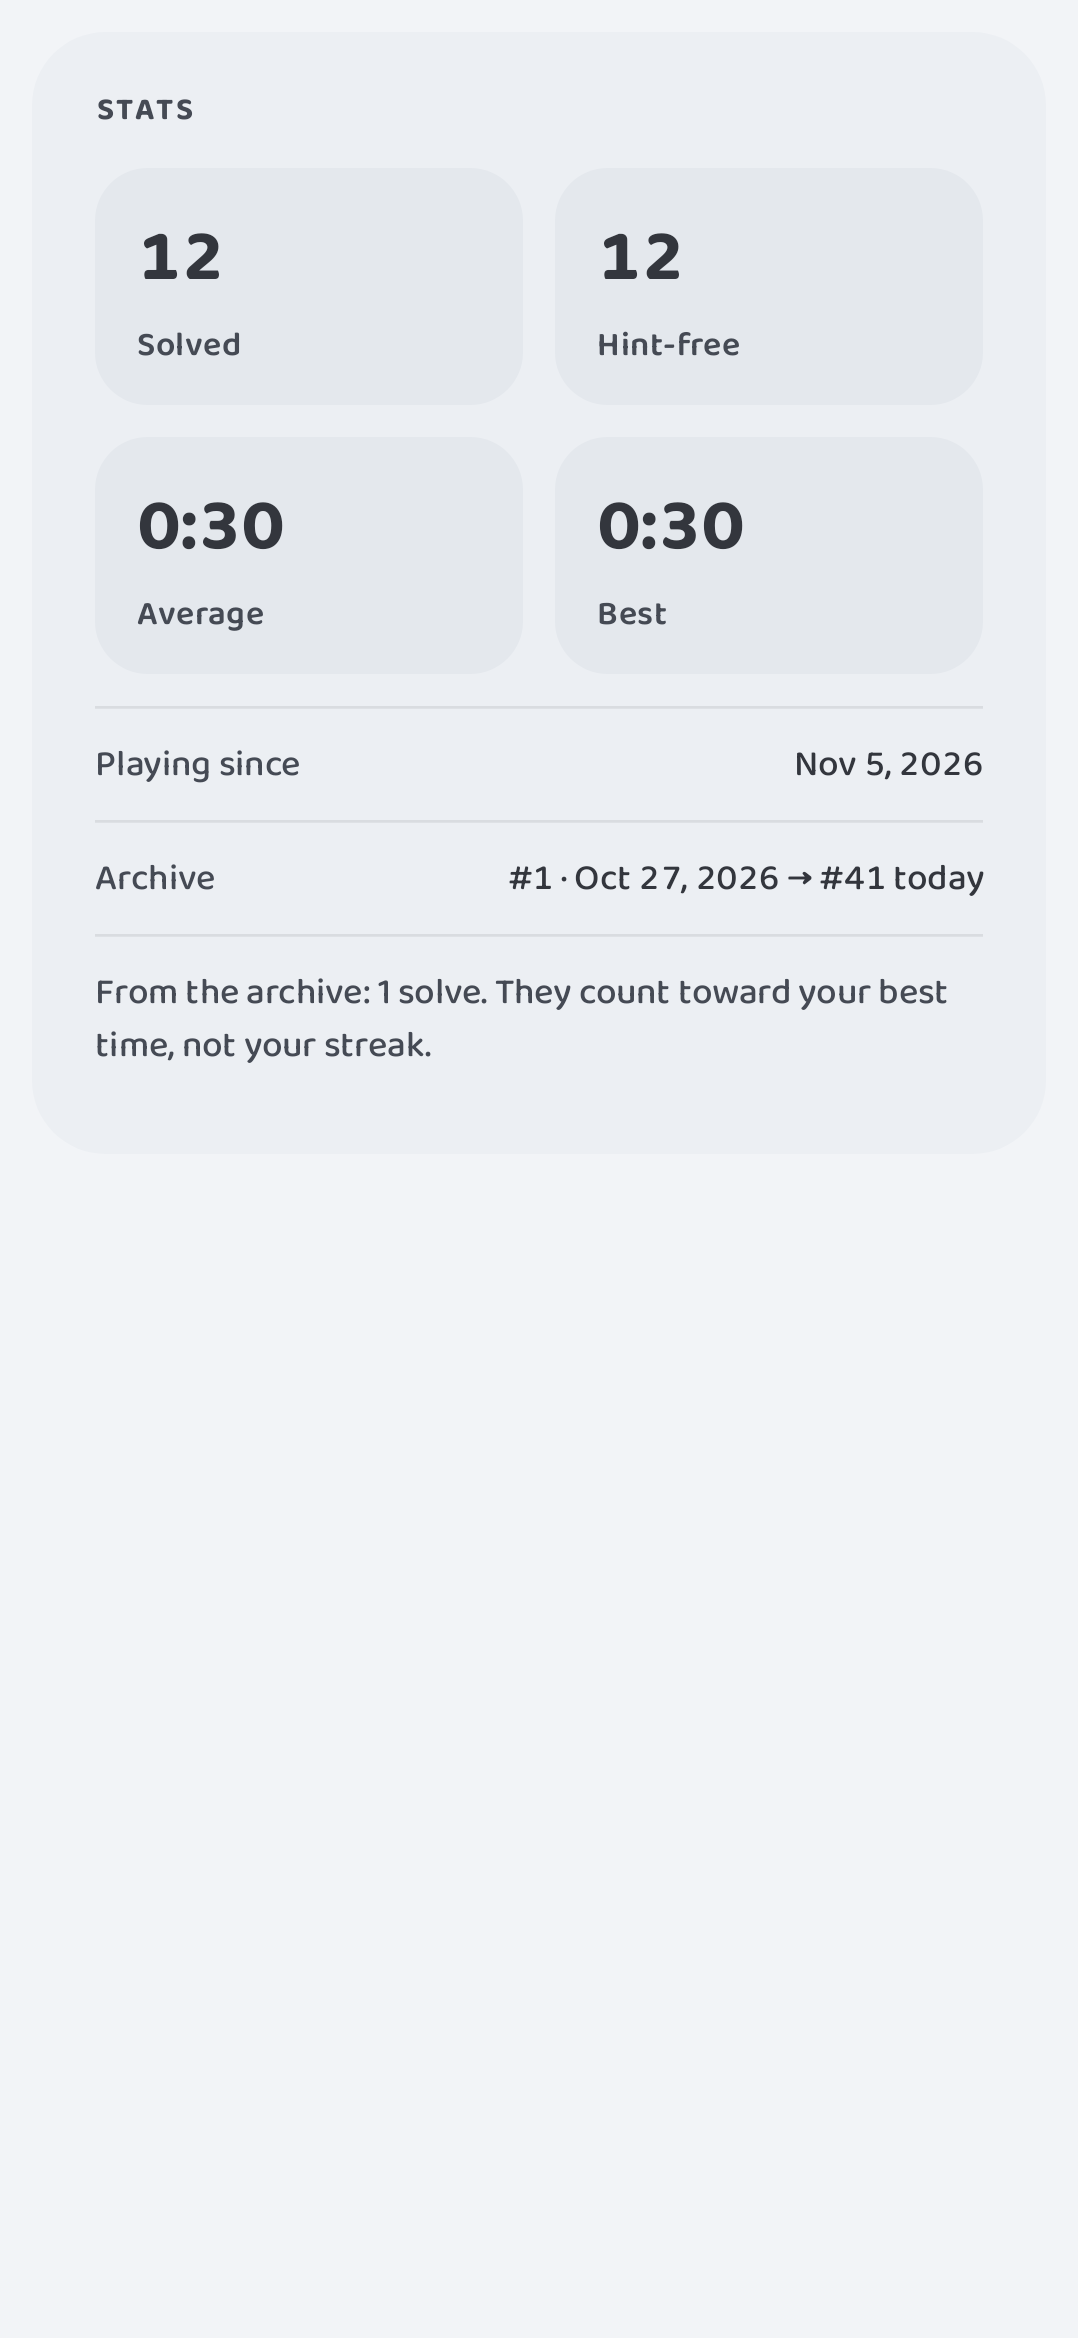 STATS
12
Solved
12
Hint-free
0:30
Average
0:30
Best
Playing since
Nov 5, 2026
Archive
#1 · Oct 27, 2026 → #41 today
From the archive: 1 solve. They count toward your best
time, not your streak.